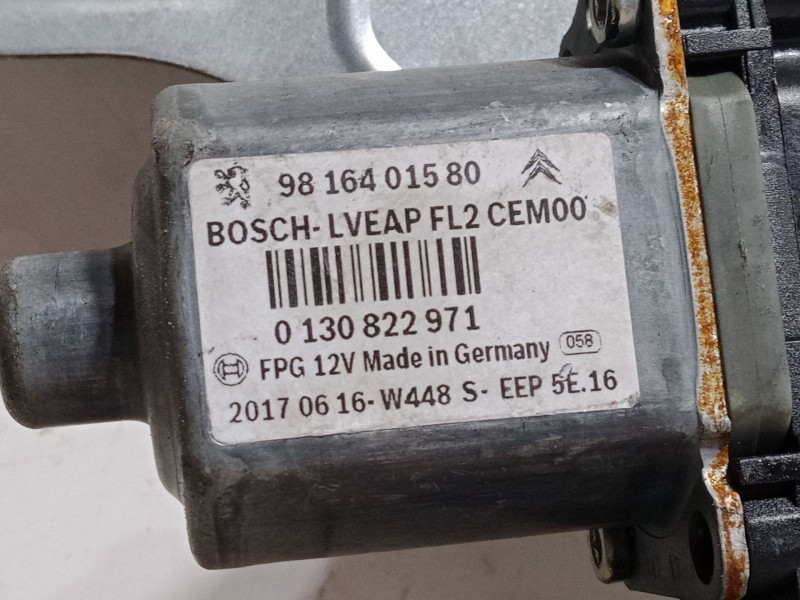 98 164 015 80
BOSCH- LVEAP FL2 CEM00
0 130 822 971
FPG 12V Made in Germany 058
2017 06 16- W448 S- EEP 5E.16